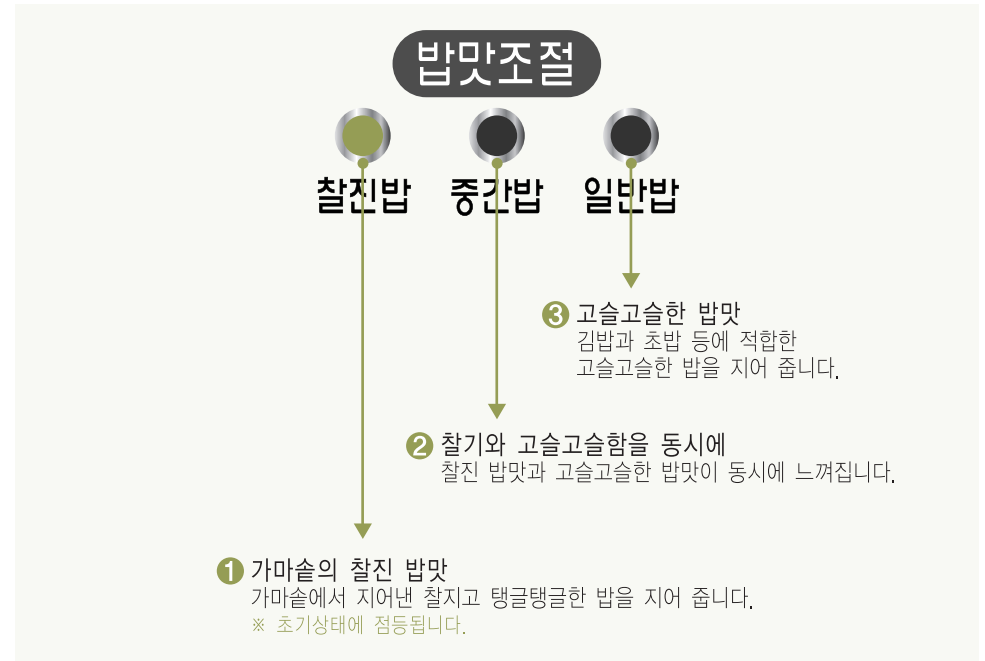 밥맛조절
찰진밥 중간밥 일반밥
❸ 고슬고슬한 밥맛
김밥과 초밥 등에 적합한
고슬고슬한 밥을 지어 줍니다.
❷ 찰기와 고슬고슬함을 동시에
찰진 밥맛과 고슬고슬한 밥맛이 동시에 느껴집니다.
❶ 가마솥의 찰진 밥맛
가마솥에서 지어낸 찰지고 탱글탱글한 밥을 지어 줍니다.
※ 초기상태에 점등됩니다.